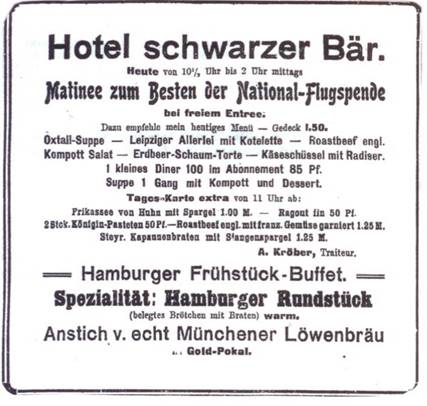 Hotel schwarzer Bär.
Heute von 10½ Uhr bis 2 Uhr mittags
Matinee zum Besten der National-Flugspende
bei freiem Entree.
Dazu empfehle mein heutiges Menü — Gedeck 1.50.
Oxtail-Suppe — Leipziger Allerlei mit Kotelette — Roastbeef engl.
Kompott Salat — Erdbeer-Schaum-Torte — Käseschüssel mit Radiser.
1 kleines Diner 100 im Abonnement 85 Pf.
Suppe 1 Gang mit Kompott und Dessert.
Tages-Karte extra von 11 Uhr ab:
Frikassee von Huhn mit Spargel 1.00 M. — Ragout fin 50 Pf.
2 Stck. Königin-Pasteten 50 Pf. — Roastbeef engl. mit franz. Gemüse garniert 1.25 M.
Steyr. Kapaunenbraten mit Stangenspargel 1.25 M.
A. Kröber, Traiteur.
Hamburger Frühstück-Buffet.
Spezialität: Hamburger Rundstück
(belegtes Brötchen mit Braten) warm.
Anstich v. echt Münchener Löwenbräu
Gold-Pokal.